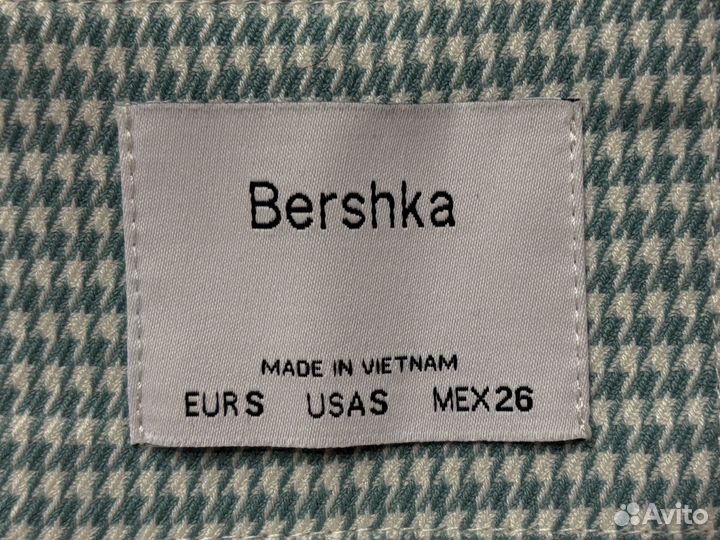 Bershka
MADE IN VIETNAM
EUR S USA S MEX 26
Avito